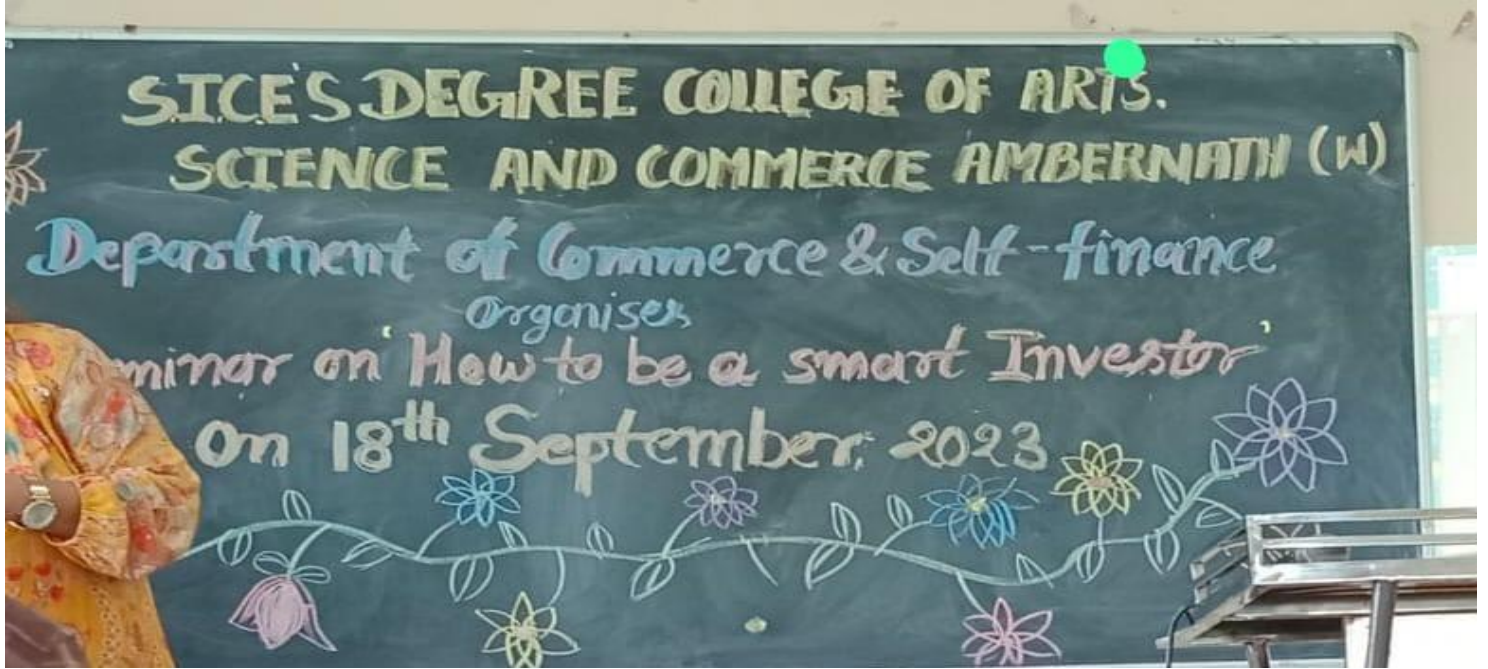 S.I.C.E'S DEGREE COLLEGE OF ARTS.
SCIENCE AND COMMERCE AMBERNATH (W)
Department of Commerce & Self-finance
organises
minar on 'How to be a smart Investor'
on 18th September, 2023